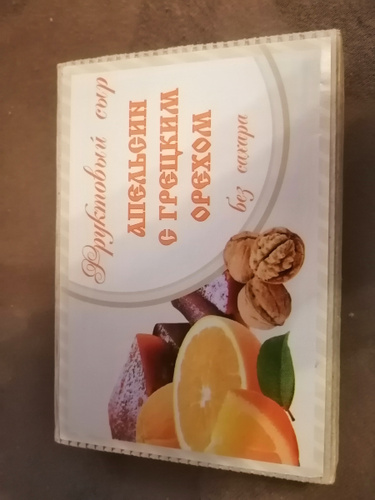 Фруктовый сыр
АПЕЛЬСИН
С ГРЕЦКИМ
ОРЕХОМ
без сахара